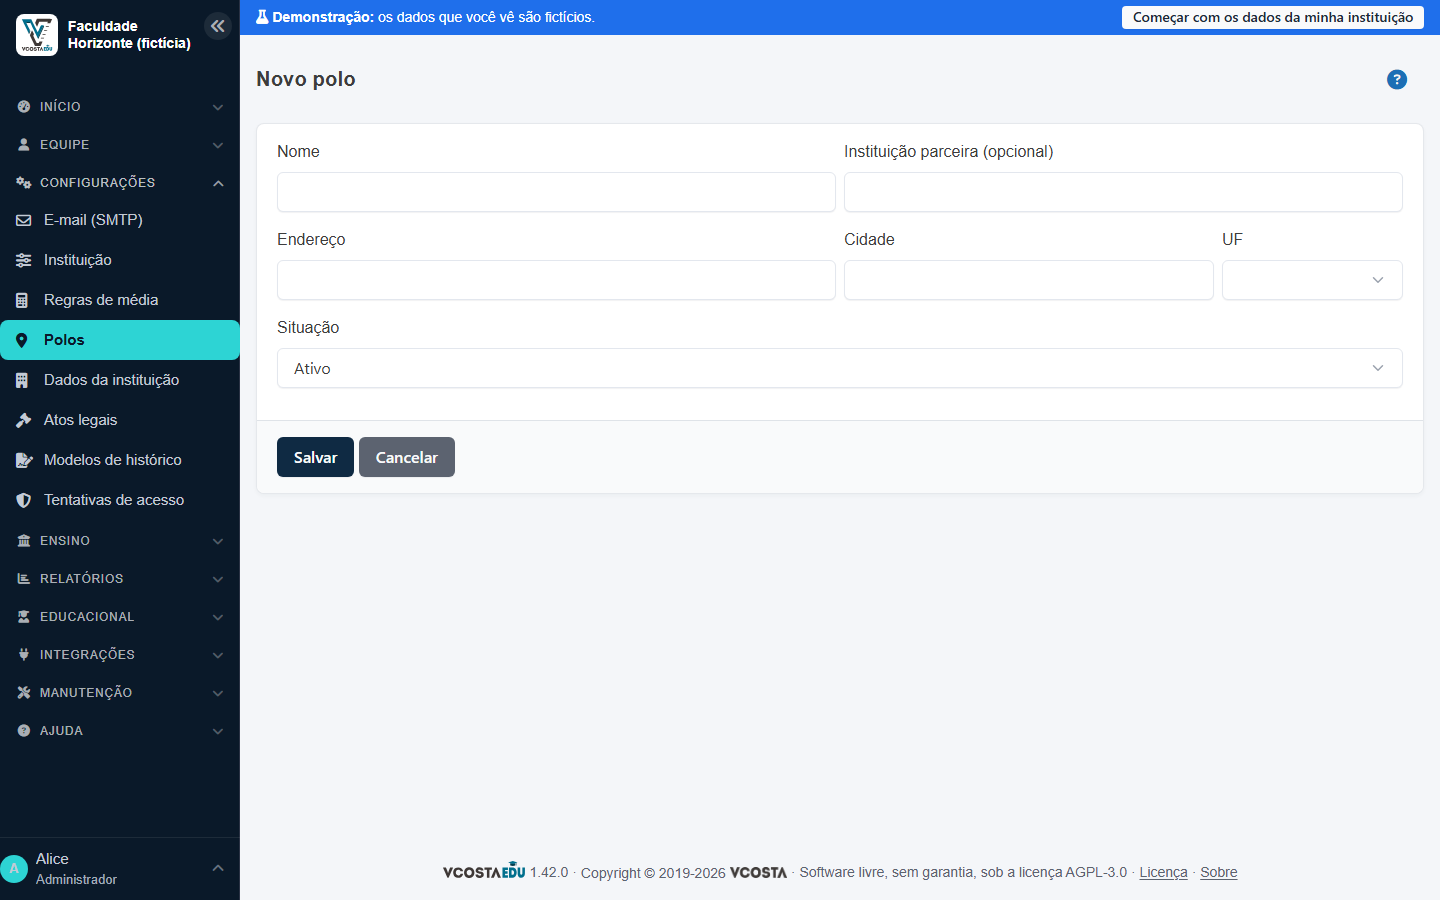 VCOSTAEDU
Faculdade
Horizonte (fictícia)
Demonstração: os dados que você vê são fictícios.
Começar com os dados da minha instituição
INÍCIO
EQUIPE
CONFIGURAÇÕES
E-mail (SMTP)
Instituição
Regras de média
Polos
Dados da instituição
Atos legais
Modelos de histórico
Tentativas de acesso
ENSINO
RELATÓRIOS
EDUCACIONAL
INTEGRAÇÕES
MANUTENÇÃO
AJUDA
A
Alice
Administrador
Novo polo
?
Nome
Instituição parceira (opcional)
Endereço
Cidade
UF
Situação
Ativo
Salvar
Cancelar
VCOSTAEDU 1.42.0 · Copyright © 2019-2026 VCOSTA · Software livre, sem garantia, sob a licença AGPL-3.0 · Licença · Sobre